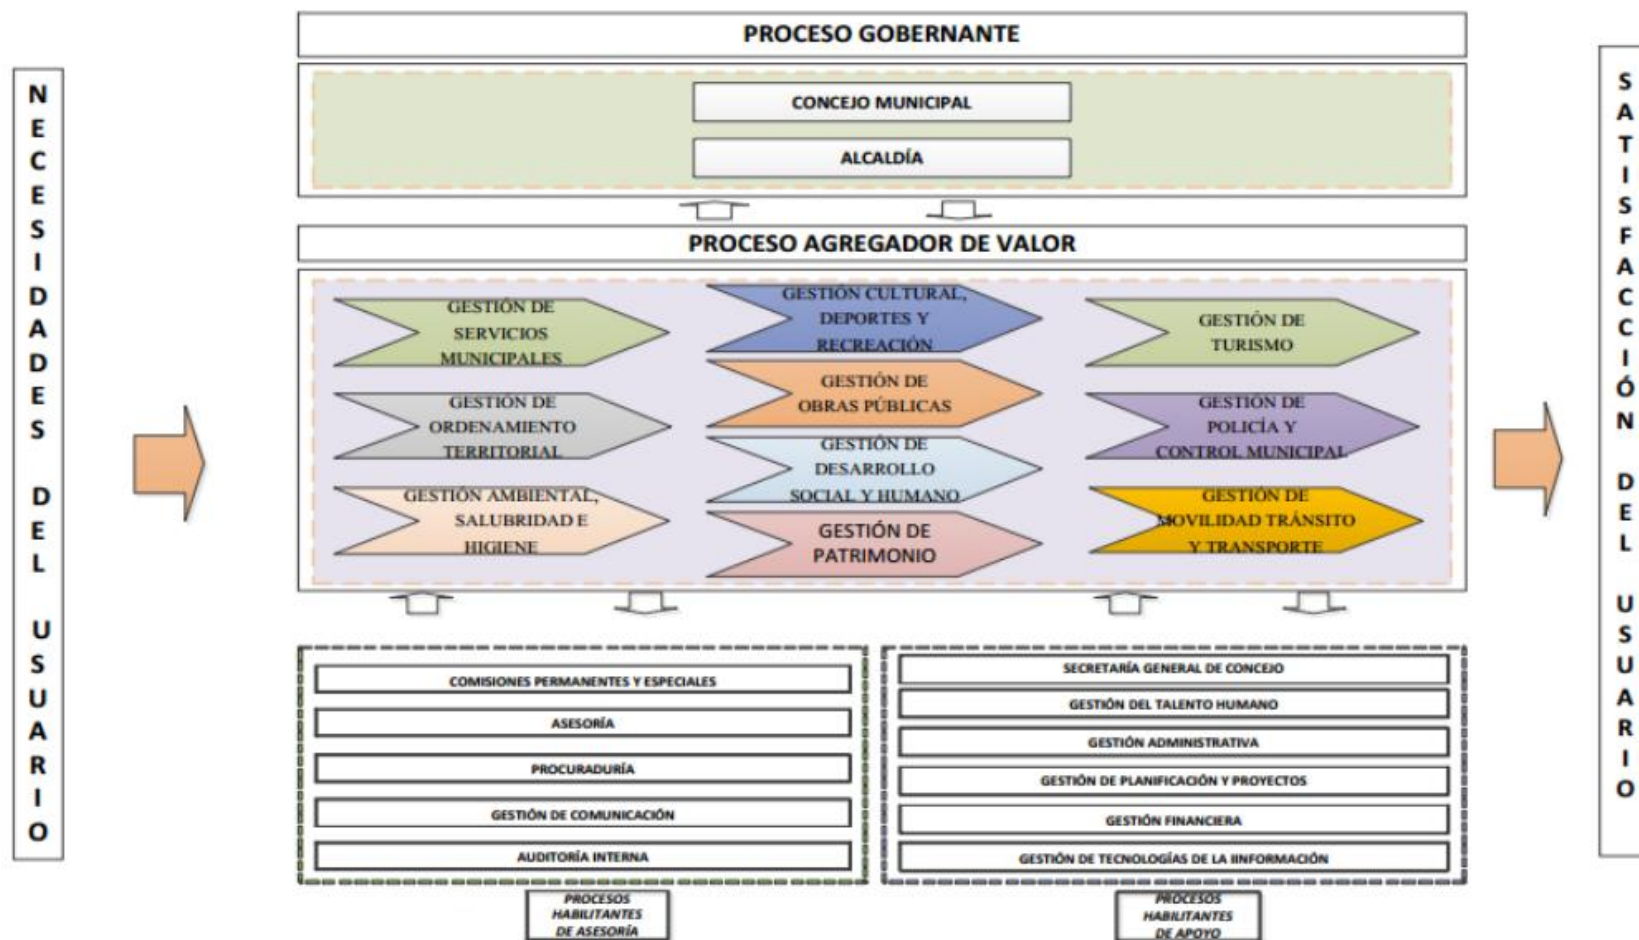 PROCESO GOBERNANTE
CONCEJO MUNICIPAL
ALCALDÍA
NECESIDADES DEL USUARIO
PROCESO AGREGADOR DE VALOR
GESTIÓN DE
SERVICIOS
MUNICIPALES
GESTIÓN DE
ORDENAMIENTO
TERRITORIAL
GESTIÓN AMBIENTAL,
SALUBRIDAD E
HIGIENE
GESTIÓN CULTURAL,
DEPORTES Y
RECREACIÓN
GESTIÓN DE
OBRAS PÚBLICAS
GESTIÓN DE
DESARROLLO
SOCIAL Y HUMANO
GESTIÓN DE
PATRIMONIO
GESTIÓN DE
TURISMO
GESTIÓN DE
POLICÍA Y
CONTROL MUNICIPAL
GESTIÓN DE
MOVILIDAD TRÁNSITO
Y TRANSPORTE
SATISFACCIÓN DEL USUARIO
COMISIONES PERMANENTES Y ESPECIALES
ASESORÍA
PROCURADURÍA
GESTIÓN DE COMUNICACIÓN
AUDITORÍA INTERNA
PROCESOS
HABILITANTES
DE ASESORÍA
SECRETARÍA GENERAL DE CONCEJO
GESTIÓN DEL TALENTO HUMANO
GESTIÓN ADMINISTRATIVA
GESTIÓN DE PLANIFICACIÓN Y PROYECTOS
GESTIÓN FINANCIERA
GESTIÓN DE TECNOLOGÍAS DE LA IINFORMACIÓN
PROCESOS
HABILITANTES
DE APOYO